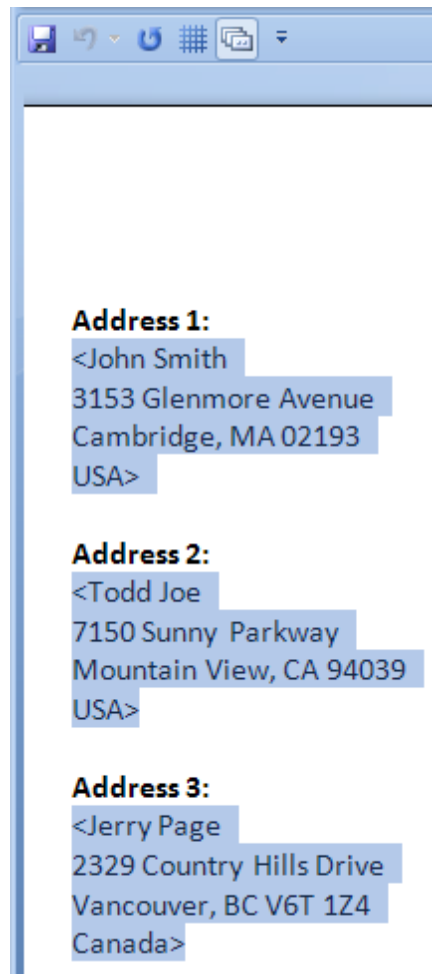 Address 1:
<John Smith
3153 Glenmore Avenue
Cambridge, MA 02193
USA>
Address 2:
<Todd Joe
7150 Sunny Parkway
Mountain View, CA 94039
USA>
Address 3:
<Jerry Page
2329 Country Hills Drive
Vancouver, BC V6T 1Z4
Canada>